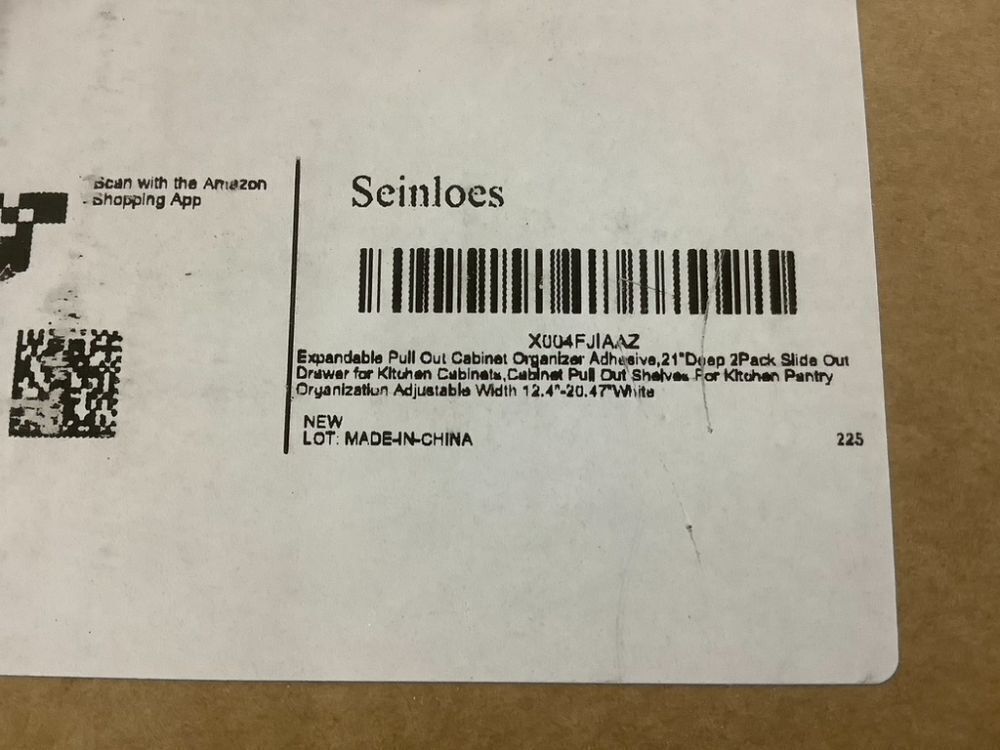 Scan with the Amazon
Shopping App
Seinloes
X004FJIAAZ
Expandable Pull Out Cabinet Organizer Adhesive,21"Deep 2Pack Slide Out
Drawer for Kitchen Cabinets,Cabinet Pull Out Shelves For Kitchen Pantry
Organization Adjustable Width 12.4"-20.47"White
NEW
LOT: MADE-IN-CHINA
225